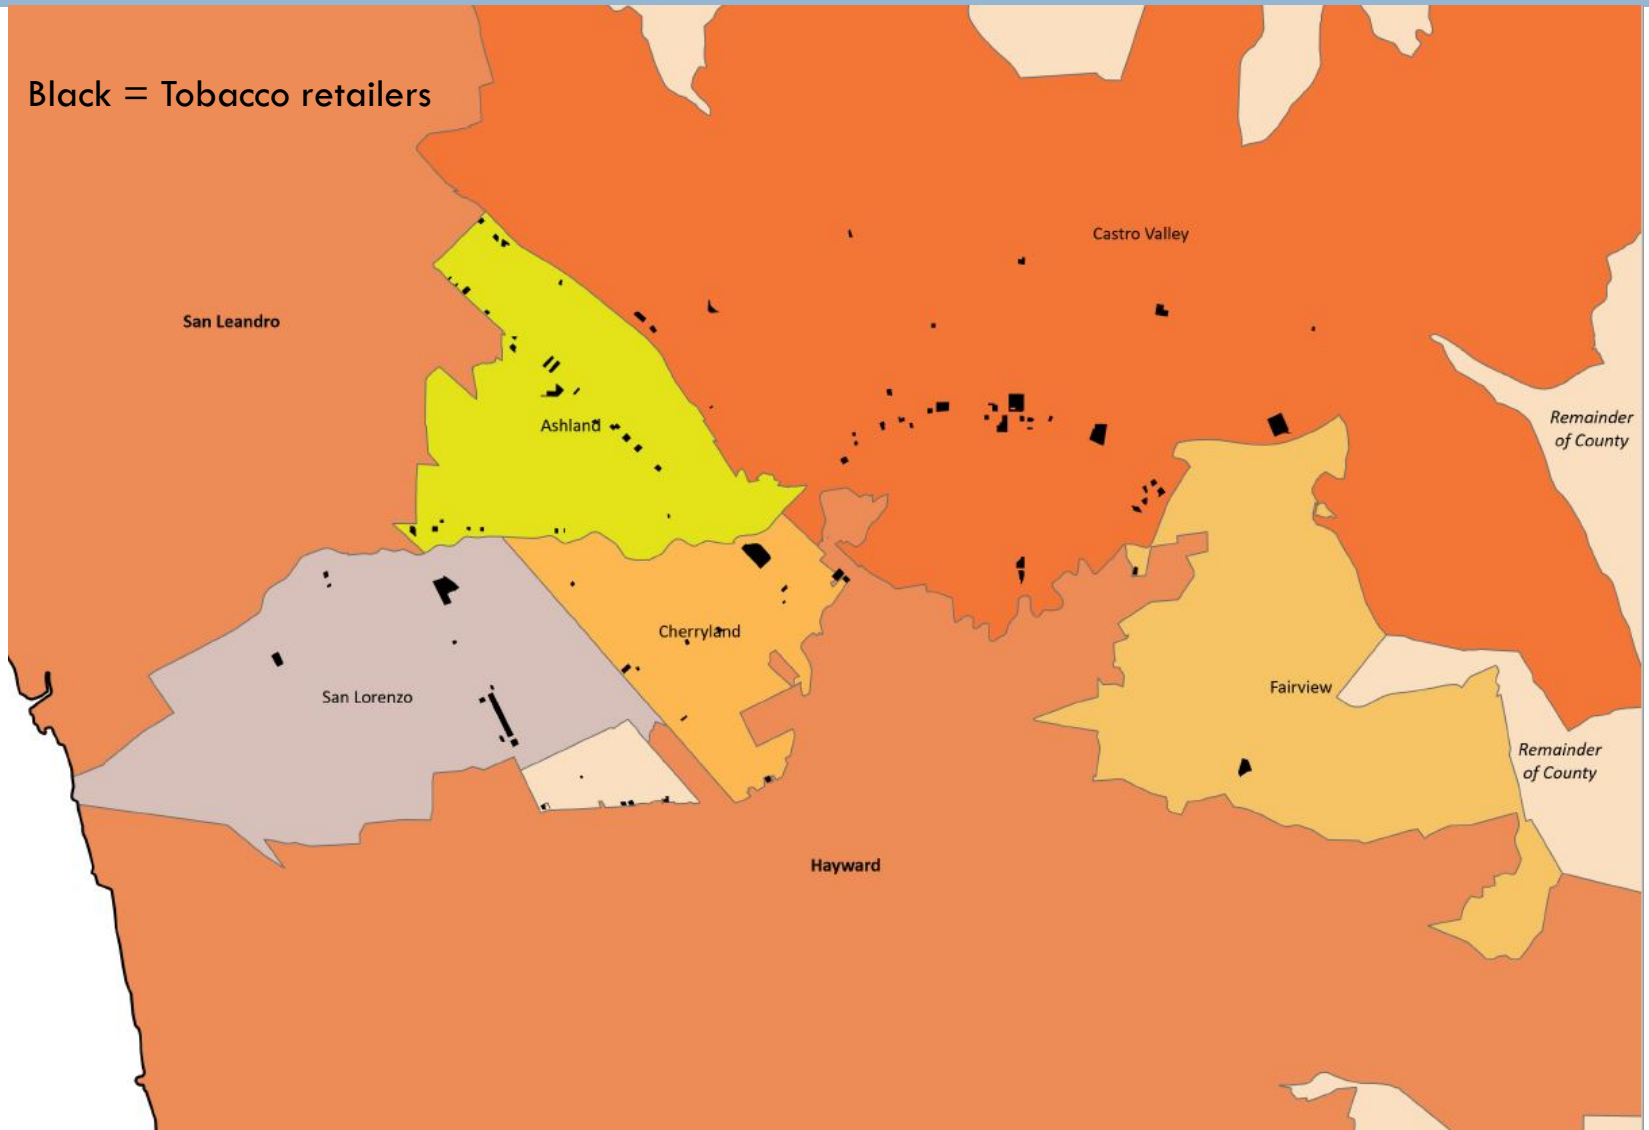 Black = Tobacco retailers
Castro Valley
San Leandro
Ashland
Remainder
of County
Cherryland
San Lorenzo
Fairview
Remainder
of County
Hayward